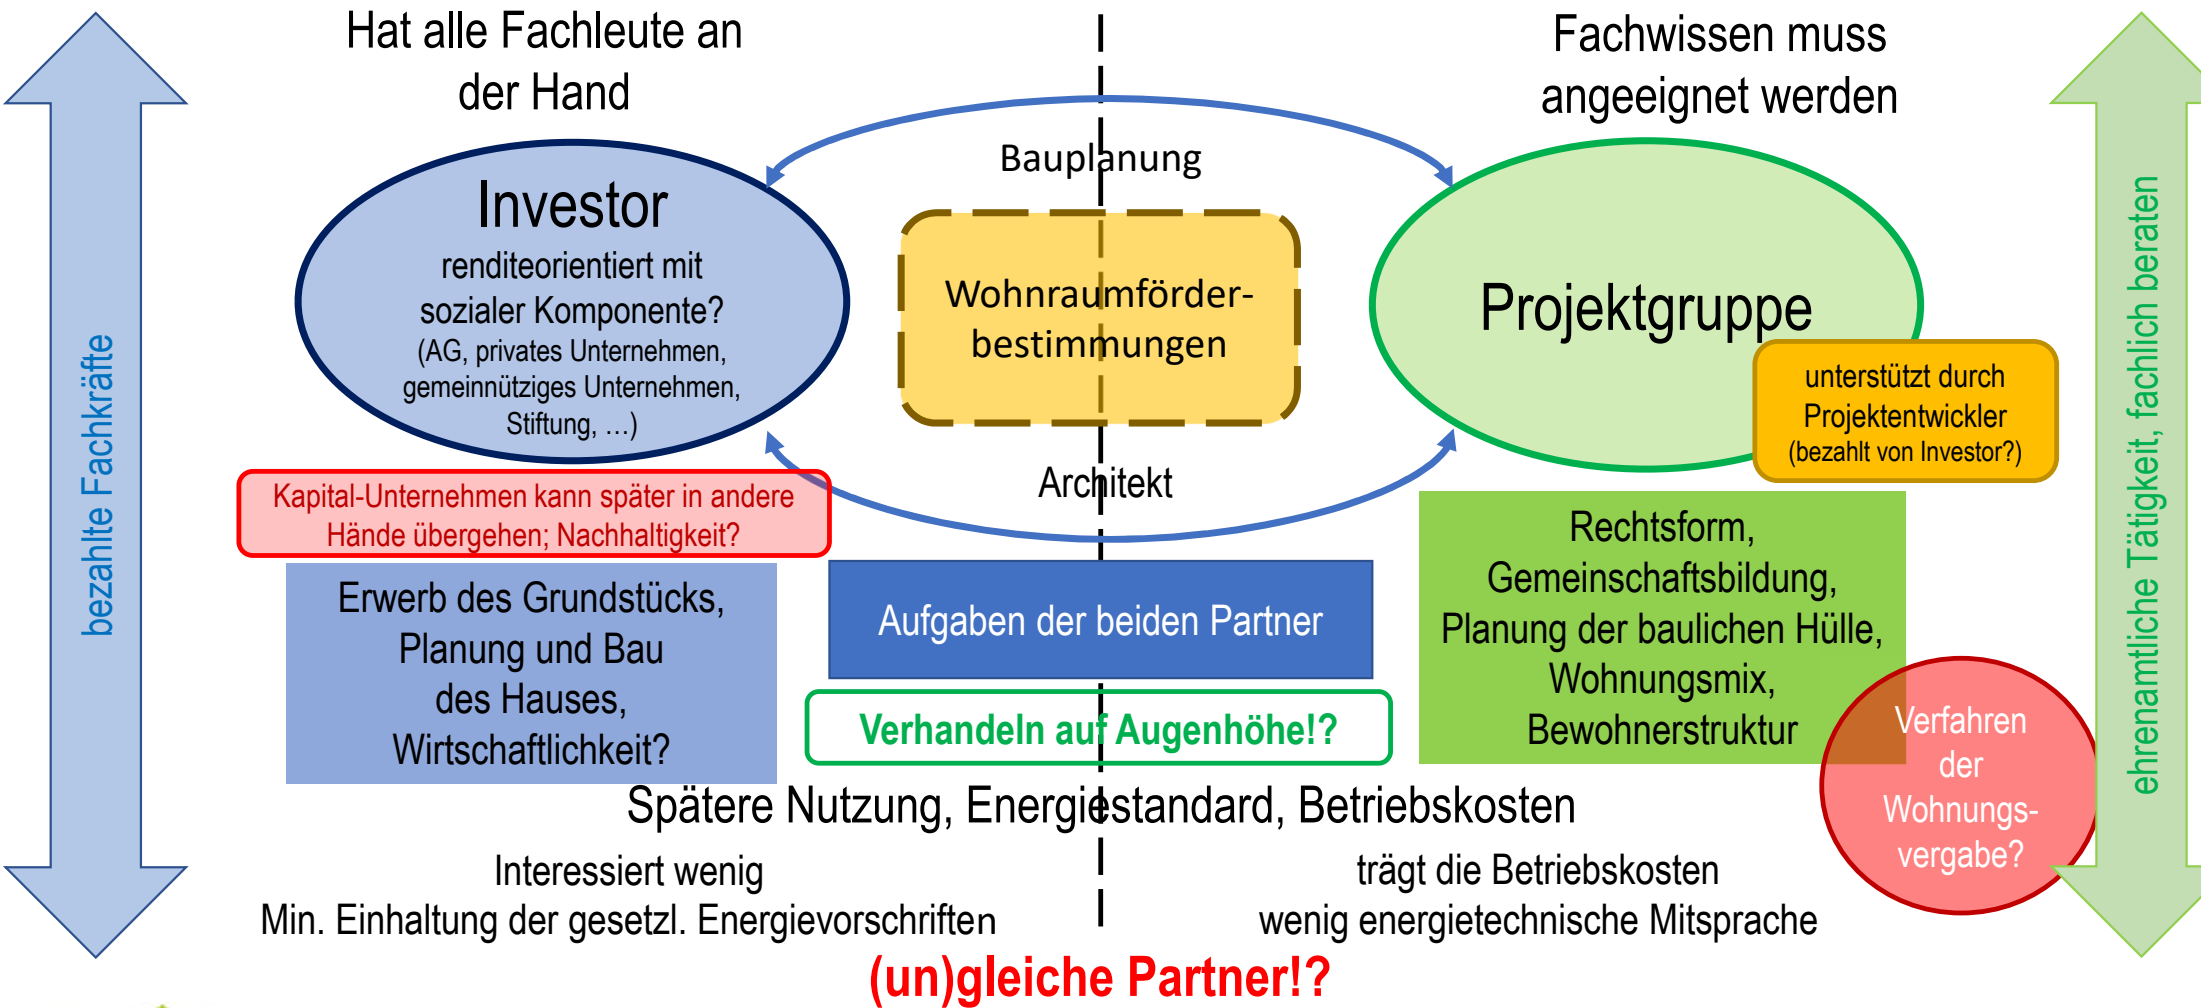 Hat alle Fachleute an
der Hand
Fachwissen muss
angeeignet werden
bezahlte Fachkräfte
Investor
renditeorientiert mit
sozialer Komponente?
(AG, privates Unternehmen,
gemeinnütziges Unternehmen,
Stiftung, …)
Bauplanung
Wohnraumförder-
bestimmungen
Architekt
Projektgruppe
unterstützt durch
Projektentwickler
(bezahlt von Investor?)
ehrenamtliche Tätigkeit, fachlich beraten
Kapital-Unternehmen kann später in andere
Hände übergehen; Nachhaltigkeit?
Erwerb des Grundstücks,
Planung und Bau
des Hauses,
Wirtschaftlichkeit?
Aufgaben der beiden Partner
Verhandeln auf Augenhöhe!?
Rechtsform,
Gemeinschaftsbildung,
Planung der baulichen Hülle,
Wohnungsmix,
Bewohnerstruktur
Verfahren
der
Wohnungs-
vergabe?
Spätere Nutzung, Energiestandard, Betriebskosten
Interessiert wenig
Min. Einhaltung der gesetzl. Energievorschriften
trägt die Betriebskosten
wenig energietechnische Mitsprache
(un)gleiche Partner!?